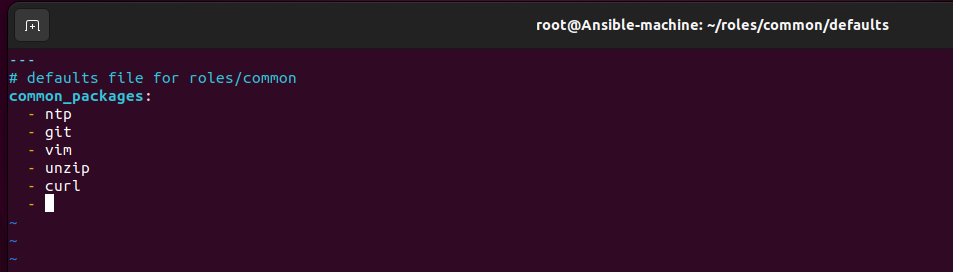 root@Ansible-machine: ~/roles/common/defaults
---
# defaults file for roles/common
common_packages:
  - ntp
  - git
  - vim
  - unzip
  - curl
  -
~
~
~